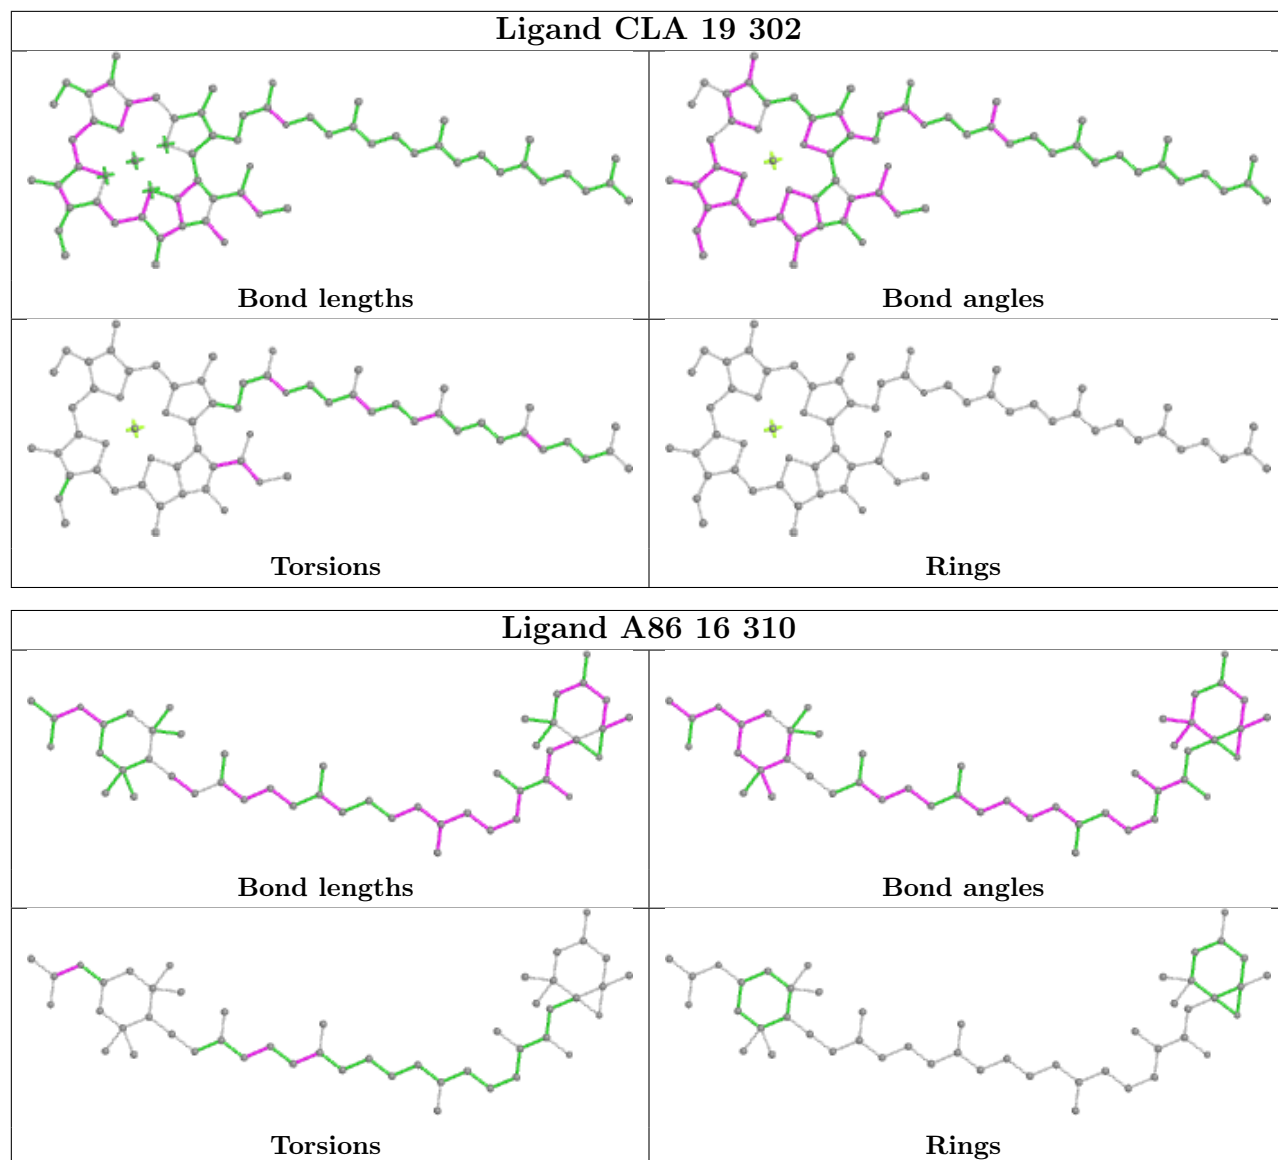 Ligand CLA 19 302
Bond lengths
Bond angles
Torsions
Rings
Ligand A86 16 310
Bond lengths
Bond angles
Torsions
Rings